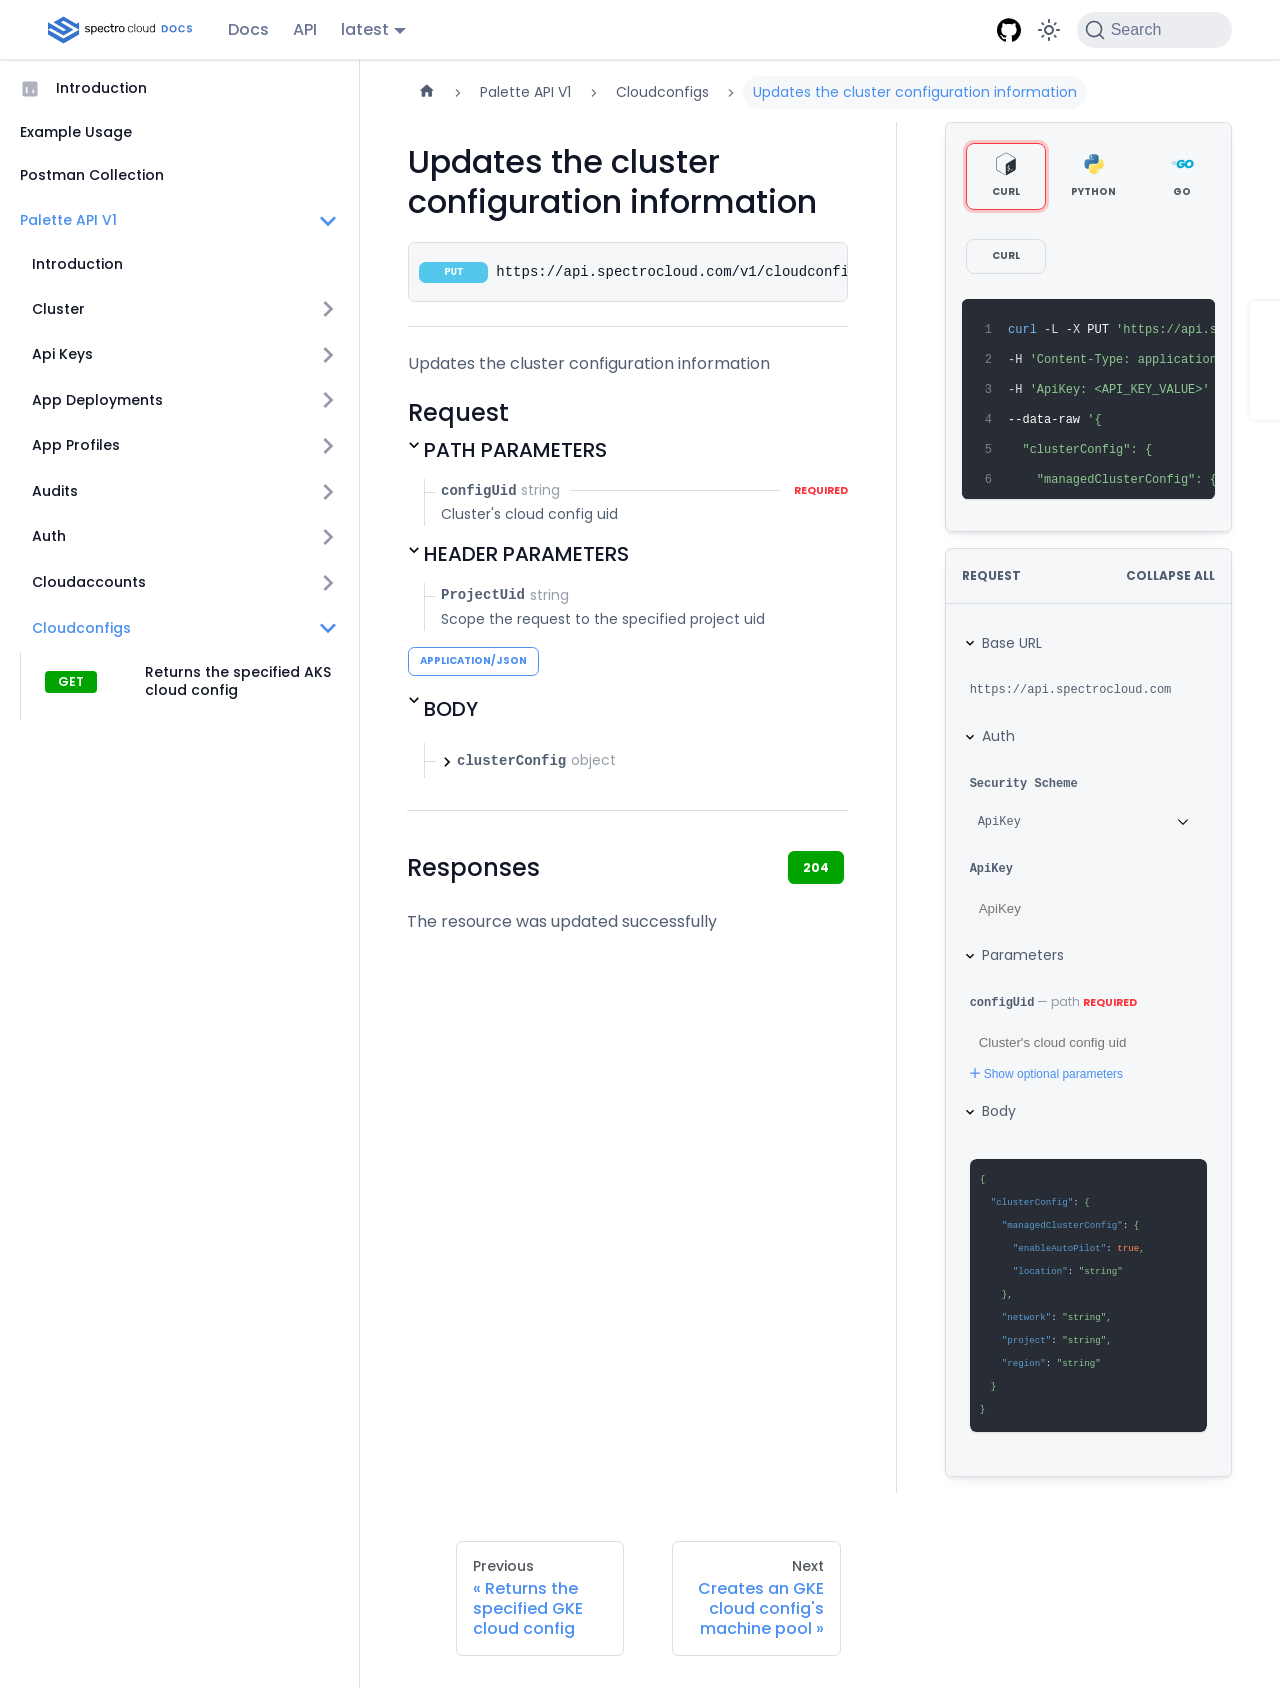 spectro cloud DOCS
Docs
API
latest
Search
Introduction
Example Usage
Postman Collection
Palette API V1
Introduction
Cluster
Api Keys
App Deployments
App Profiles
Audits
Auth
Cloudaccounts
Cloudconfigs
GET
Returns the specified AKS
cloud config
Palette API V1
Cloudconfigs
Updates the cluster configuration information
Updates the cluster
configuration information
PUT https://api.spectrocloud.com/v1/cloudconfi
Updates the cluster configuration information
Request
PATH PARAMETERS
configUid string REQUIRED
Cluster's cloud config uid
HEADER PARAMETERS
ProjectUid string
Scope the request to the specified project uid
APPLICATION/JSON
BODY
clusterConfig object
Responses
204
The resource was updated successfully
CURL
PYTHON
GO
CURL
1 curl -L -X PUT 'https://api.s
2 -H 'Content-Type: application
3 -H 'ApiKey: <API_KEY_VALUE>'
4 --data-raw '{
5 "clusterConfig": {
6 "managedClusterConfig": {
REQUEST
COLLAPSE ALL
Base URL
https://api.spectrocloud.com
Auth
Security Scheme
ApiKey
ApiKey
ApiKey
Parameters
configUid — path REQUIRED
Cluster's cloud config uid
Show optional parameters
Body
{
"clusterConfig": {
"managedClusterConfig": {
"enableAutoPilot": true,
"location": "string"
},
"network": "string",
"project": "string",
"region": "string"
}
}
Previous
« Returns the
specified GKE
cloud config
Next
Creates an GKE
cloud config's
machine pool »